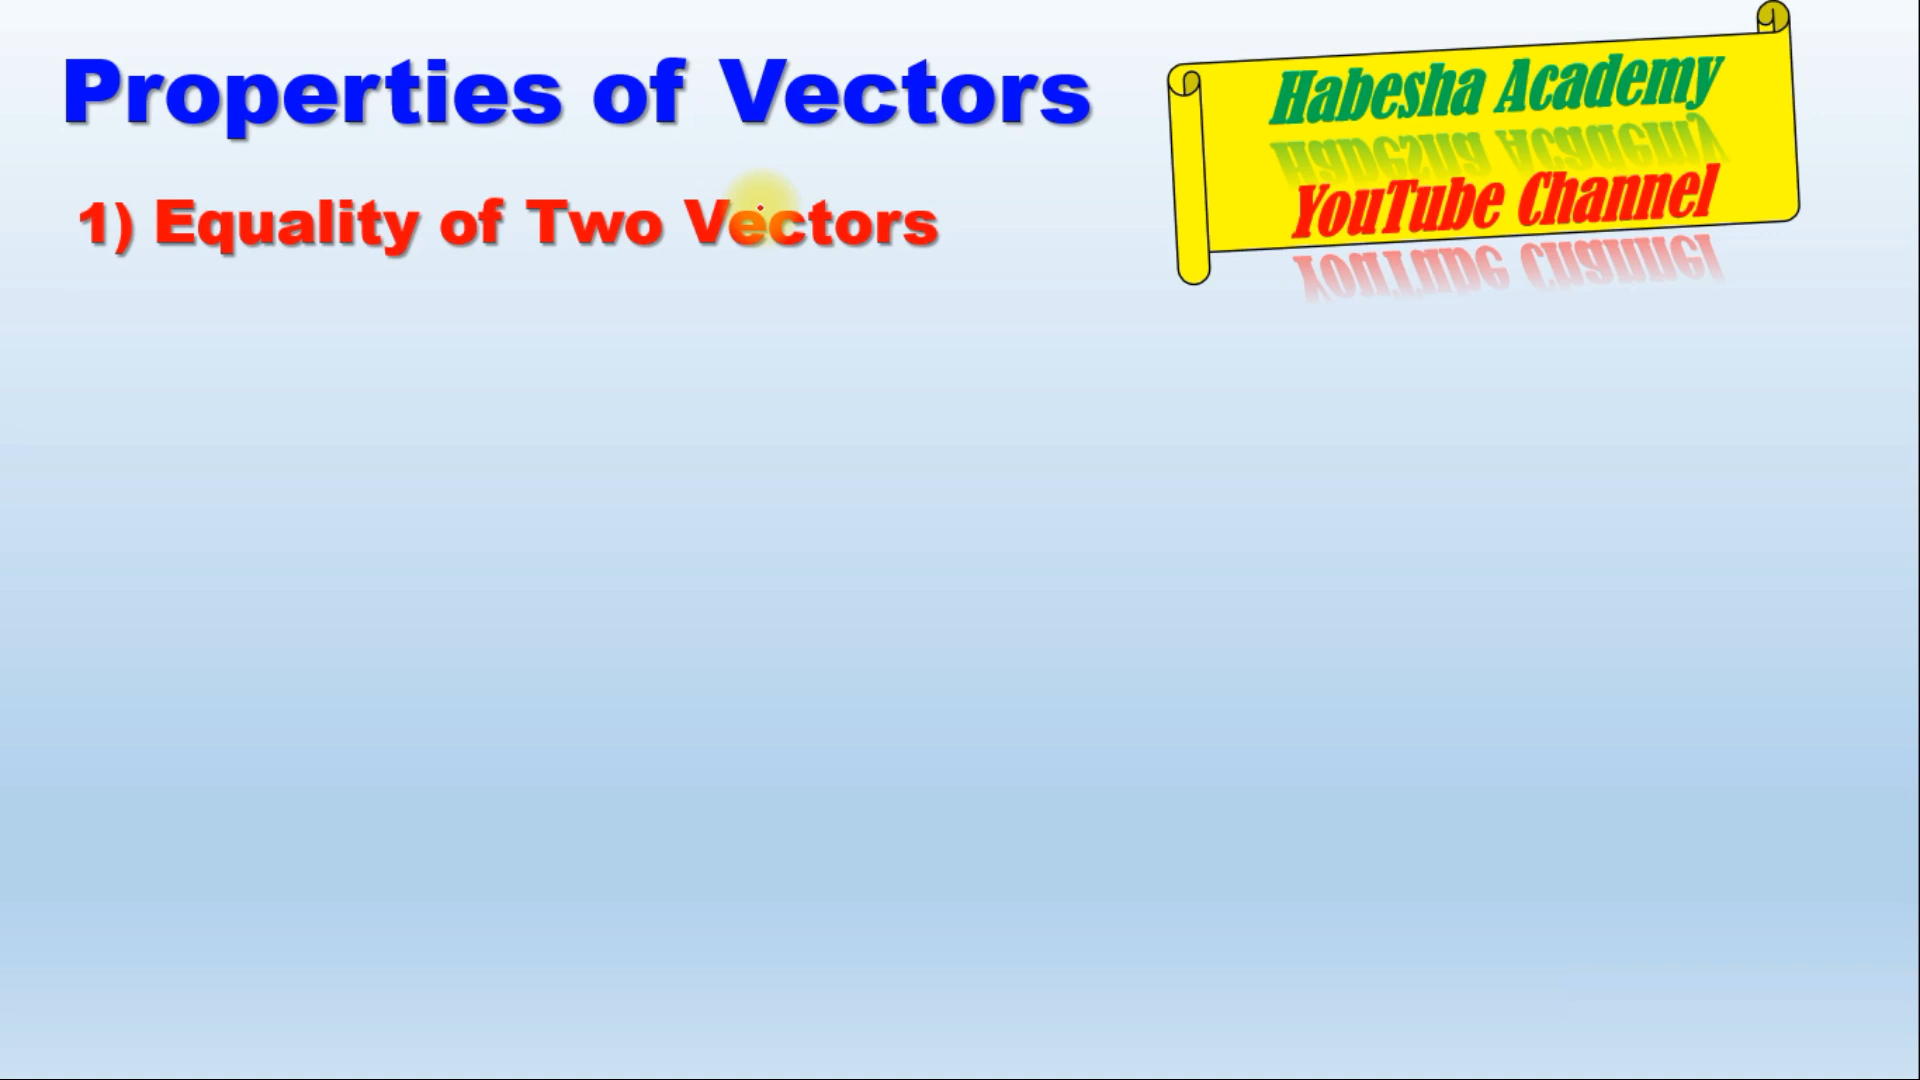 Properties of Vectors
1) Equality of Two Vectors
Habesha Academy
YouTube Channel